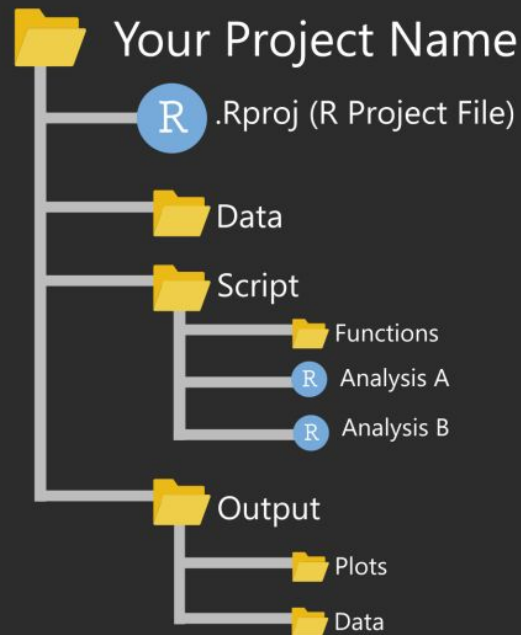 Your Project Name
R .Rproj (R Project File)
Data
Script
Functions
R Analysis A
R Analysis B
Output
Plots
Data